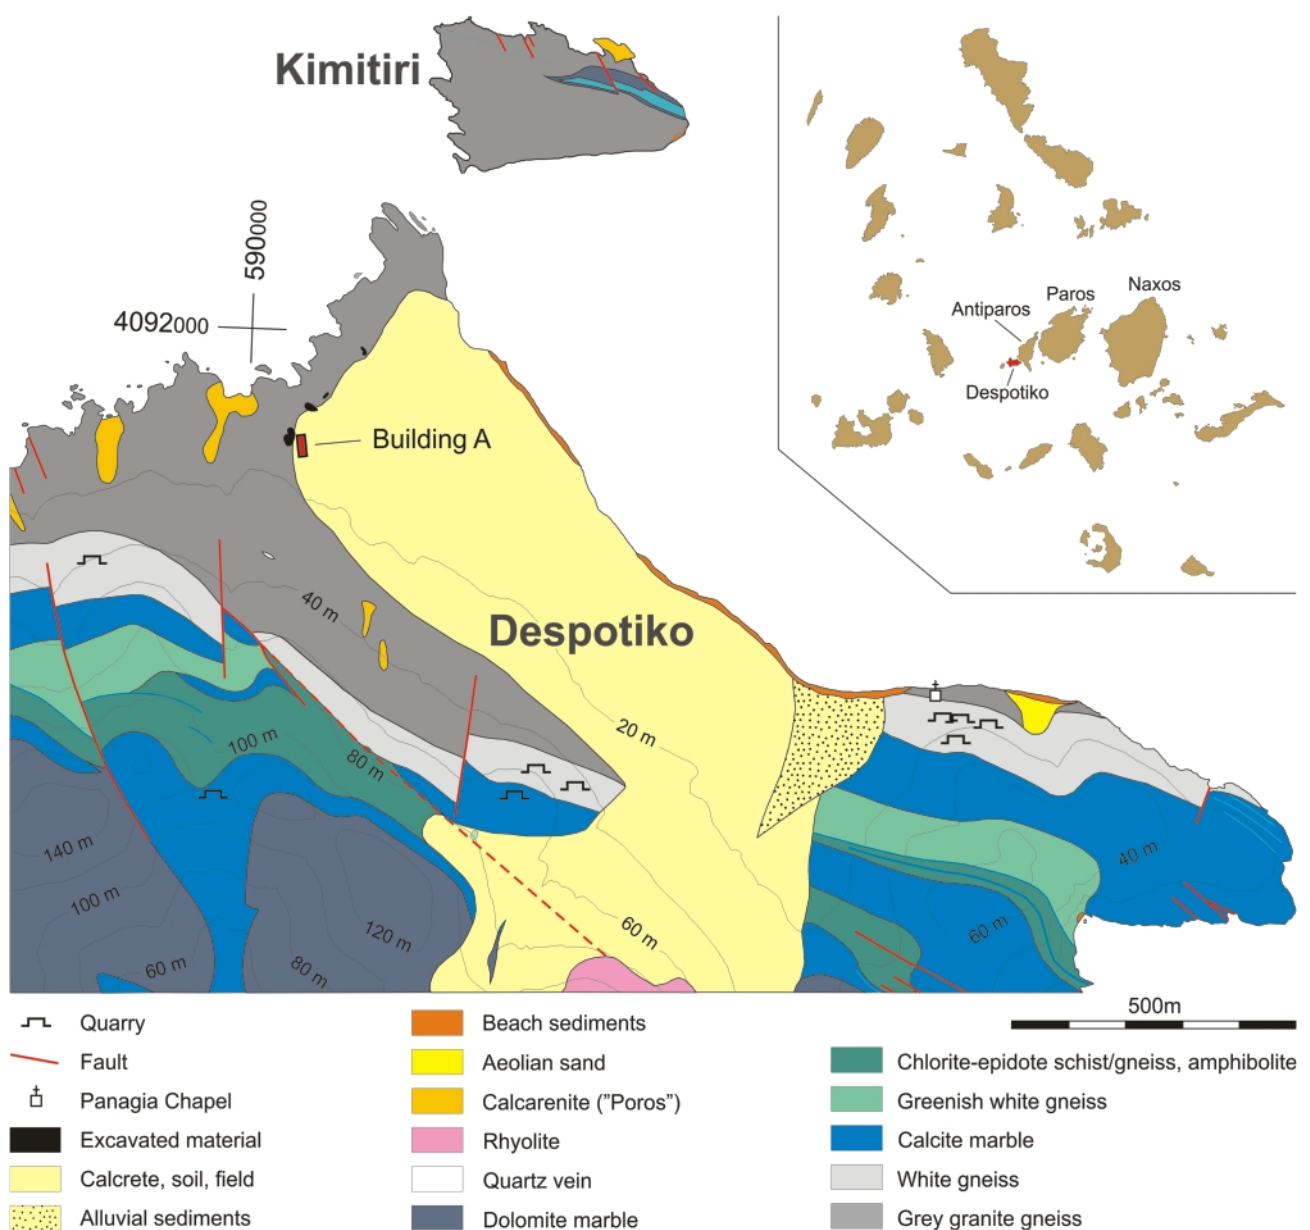 Kimitiri
590000
4092000
Naxos
Paros
Antiparos
Despotiko
Building A
40 m
Despotiko
20 m
100 m
80 m
140 m
100 m
60 m
120 m
80 m
60 m
40 m
60 m
500m
Quarry
Fault
Panagia Chapel
Excavated material
Calcrete, soil, field
Alluvial sediments
Beach sediments
Aeolian sand
Calcarenite ("Poros")
Rhyolite
Quartz vein
Dolomite marble
Chlorite-epidote schist/gneiss, amphibolite
Greenish white gneiss
Calcite marble
White gneiss
Grey granite gneiss